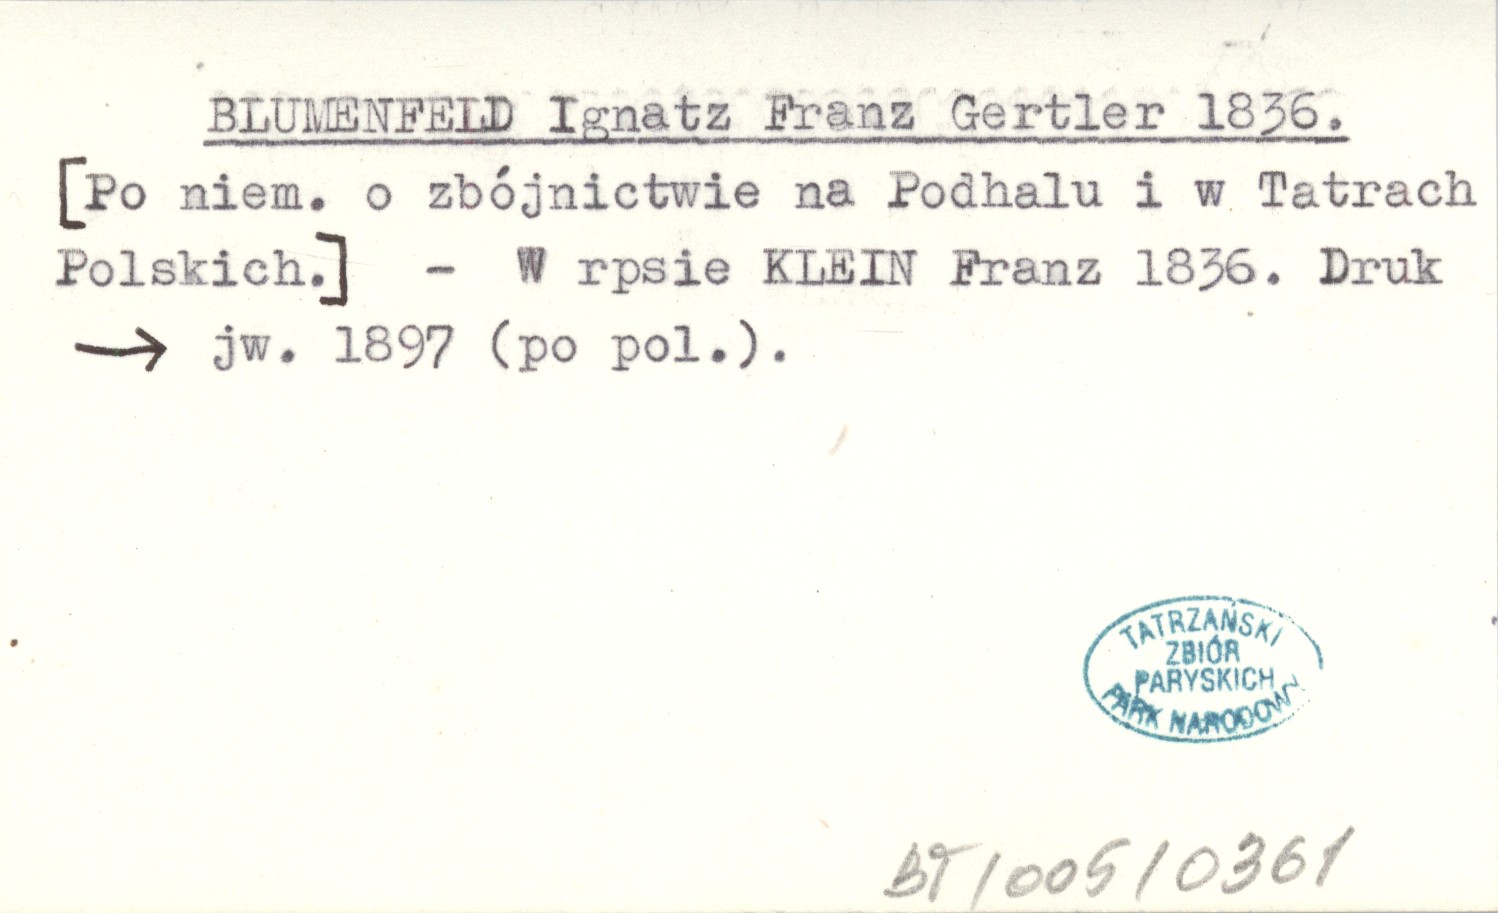 BLUMENFELD Ignatz Franz Gertler 1836.
[Po niem. o zbójnictwie na Podhalu i w Tatrach
Polskich.] - W rpsie KLEIN Franz 1836. Druk
→ jw. 1897 (po pol.).
TATRZAŃSKI
ZBIÓR
PARYSKICH
PARK NARODOWY
BT/005/0361